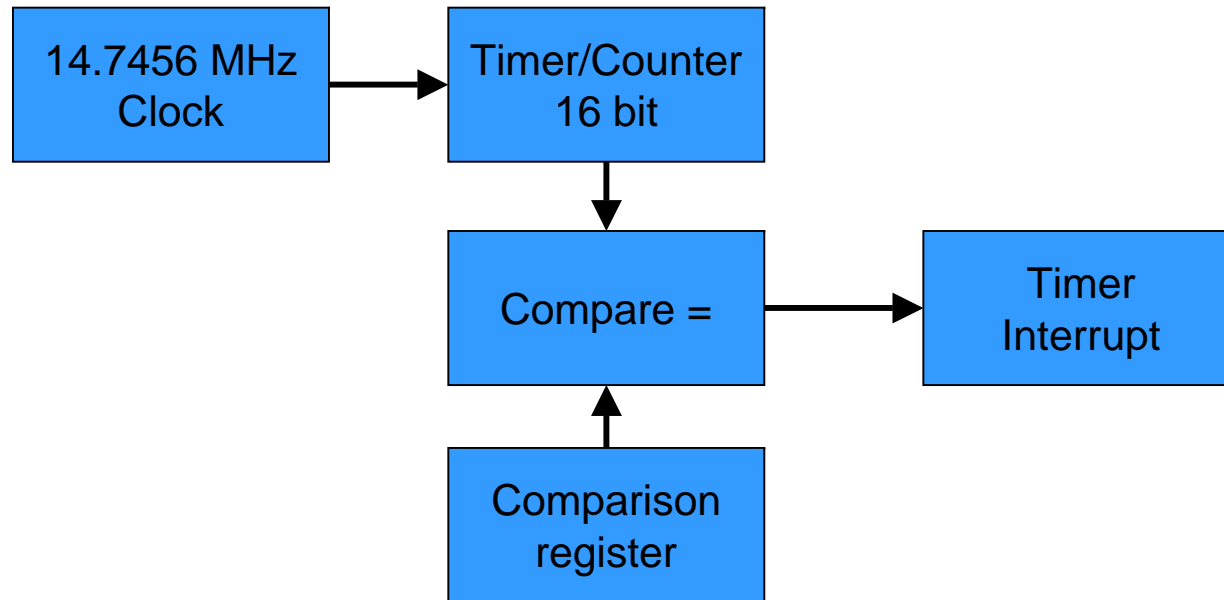 14.7456 MHz
Clock
Timer/Counter
16 bit
Compare =
Timer
Interrupt
Comparison
register